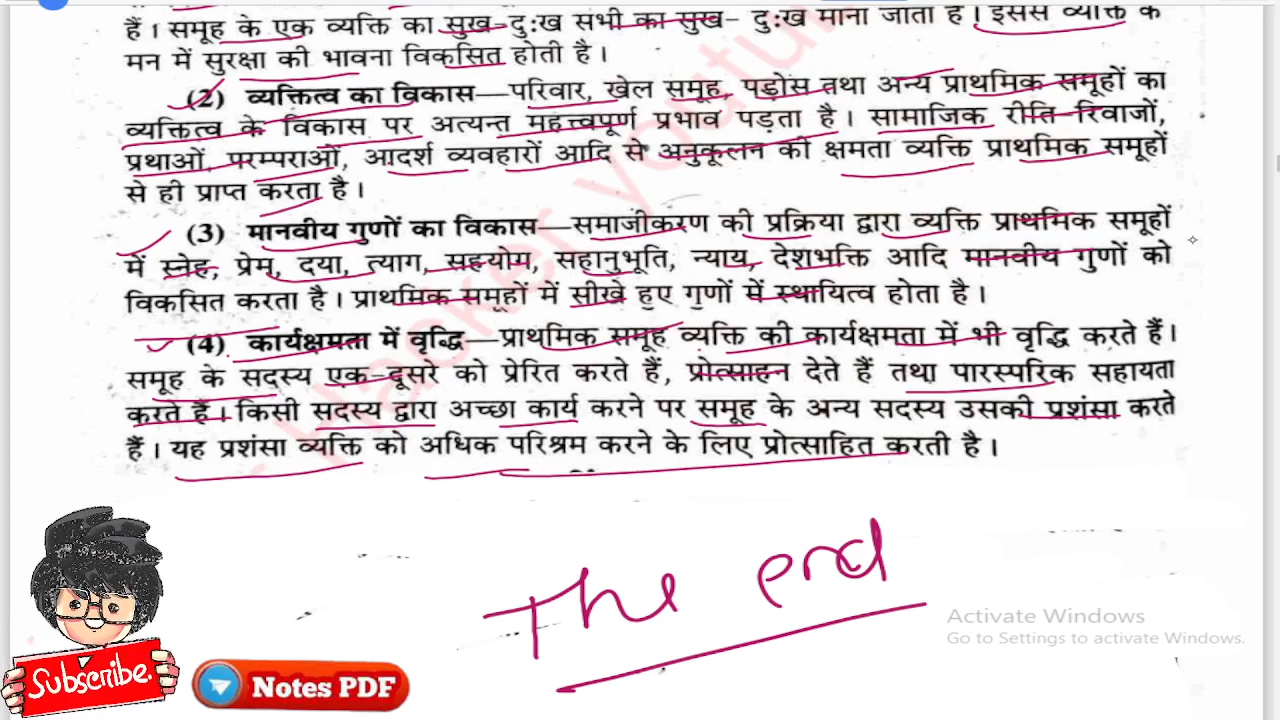 हैं। समूह के एक व्यक्ति का सुख-दुःख सभी का सुख- दुःख माना जाता है। इससे व्यक्ति के
मन में सुरक्षा की भावना विकसित होती है।
(2) व्यक्तित्व का विकास—परिवार, खेल समूह, पड़ोस तथा अन्य प्राथमिक समूहों का
व्यक्तित्व के विकास पर अत्यन्त महत्त्वपूर्ण प्रभाव पड़ता है। सामाजिक रीति-रिवाजों,
प्रथाओं, परम्पराओं, आदर्श व्यवहारों आदि से अनुकूलन की क्षमता व्यक्ति प्राथमिक समूहों
से ही प्राप्त करता है।
(3) मानवीय गुणों का विकास—समाजीकरण की प्रक्रिया द्वारा व्यक्ति प्राथमिक समूहों
में स्नेह, प्रेम, दया, त्याग, सहयोग, सहानुभूति, न्याय, देशभक्ति आदि मानवीय गुणों को
विकसित करता है। प्राथमिक समूहों में सीखे हुए गुणों में स्थायित्व होता है।
(4) कार्यक्षमता में वृद्धि—प्राथमिक समूह व्यक्ति की कार्यक्षमता में भी वृद्धि करते हैं।
समूह के सदस्य एक-दूसरे को प्रेरित करते हैं, प्रोत्साहन देते हैं तथा पारस्परिक सहायता
करते हैं। किसी सदस्य द्वारा अच्छा कार्य करने पर समूह के अन्य सदस्य उसकी प्रशंसा करते
हैं। यह प्रशंसा व्यक्ति को अधिक परिश्रम करने के लिए प्रोत्साहित करती है।
Hacker youtu
The end
Activate Windows
Go to Settings to activate Windows.
Subscribe.
Notes PDF